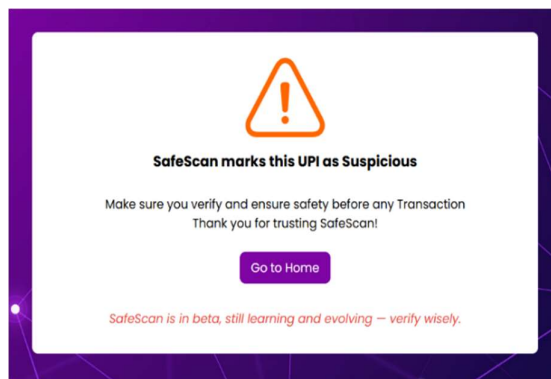 SafeScan marks this UPI as Suspicious
Make sure you verify and ensure safety before any Transaction
Thank you for trusting SafeScan!
Go to Home
SafeScan is in beta, still learning and evolving — verify wisely.